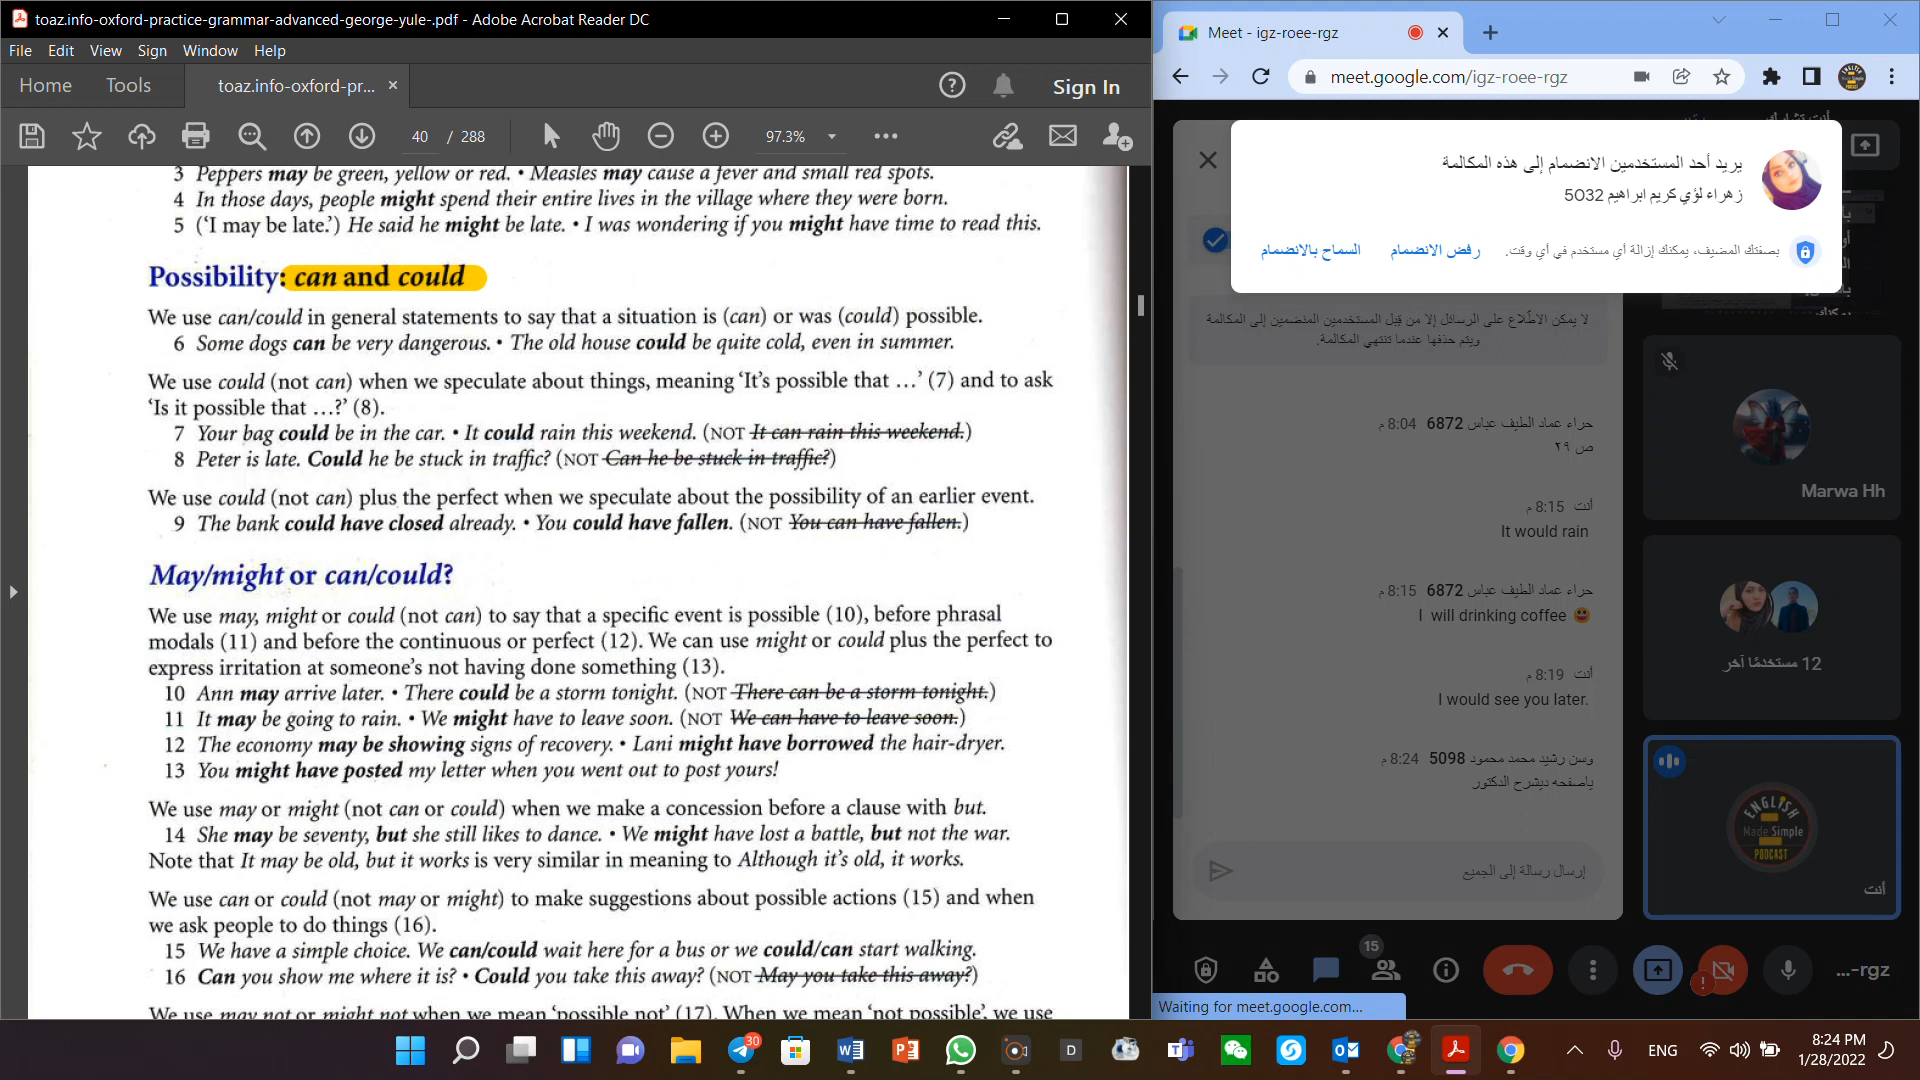 toaz.info-oxford-practice-grammar-advanced-george-yule-.pdf - Adobe Acrobat Reader DC
File Edit View Sign Window Help
Home Tools toaz.info-oxford-pr... Sign In
40 / 288 97.3%
3 Peppers may be green, yellow or red. • Measles may cause a fever and small red spots.
4 In those days, people might spend their entire lives in the village where they were born.
5 (‘I may be late.’) He said he might be late. • I was wondering if you might have time to read this.
Possibility: can and could
We use can/could in general statements to say that a situation is (can) or was (could) possible.
6 Some dogs can be very dangerous. • The old house could be quite cold, even in summer.
We use could (not can) when we speculate about things, meaning ‘It’s possible that …’ (7) and to ask
‘Is it possible that …?’ (8).
7 Your bag could be in the car. • It could rain this weekend. (NOT It can rain this weekend.)
8 Peter is late. Could he be stuck in traffic? (NOT Can he be stuck in traffic?)
We use could (not can) plus the perfect when we speculate about the possibility of an earlier event.
9 The bank could have closed already. • You could have fallen. (NOT You can have fallen.)
May/might or can/could?
We use may, might or could (not can) to say that a specific event is possible (10), before phrasal
modals (11) and before the continuous or perfect (12). We can use might or could plus the perfect to
express irritation at someone’s not having done something (13).
10 Ann may arrive later. • There could be a storm tonight. (NOT There can be a storm tonight.)
11 It may be going to rain. • We might have to leave soon. (NOT We can have to leave soon.)
12 The economy may be showing signs of recovery. • Lani might have borrowed the hair-dryer.
13 You might have posted my letter when you went out to post yours!
We use may or might (not can or could) when we make a concession before a clause with but.
14 She may be seventy, but she still likes to dance. • We might have lost a battle, but not the war.
Note that It may be old, but it works is very similar in meaning to Although it’s old, it works.
We use can or could (not may or might) to make suggestions about possible actions (15) and when
we ask people to do things (16).
15 We have a simple choice. We can/could wait here for a bus or we could/can start walking.
16 Can you show me where it is? • Could you take this away? (NOT May you take this away?)
We use may not or might not when we mean ‘possible not’ (17). When we mean ‘not possible’, we use
Meet - igz-roee-rgz
meet.google.com/igz-roee-rgz
يريد أحد المستخدمين الانضمام إلى هذه المكالمة
زهراء لؤي كريم ابراهيم 5032
بصفتك المضيف، يمكنك إزالة أي مستخدم في أي وقت.
رفض الانضمام
السماح بالانضمام
لا يمكن الاطّلاع على الرسائل إلا من قِبل المستخدمين المنضمين إلى المكالمة
ويتم حذفها عندما تنتهي المكالمة.
حراء عماد الطيف عباس 6872 8:04 م
ص ٢٩
أنت 8:15 م
It would rain
حراء عماد الطيف عباس 6872 8:15 م
I will drinking coffee 😃
أنت 8:19 م
I would see you later.
وسن رشيد محمد محمود 5098 8:24 م
ياصفحه ديشرح الدكتور
إرسال رسالة إلى الجميع
Marwa Hh
12 مستخدمًا آخر
ENGLISH
Made Simple
PODCAST
أنت
15
...-rgz
Waiting for meet.google.com...
30
ENG
8:24 PM
1/28/2022